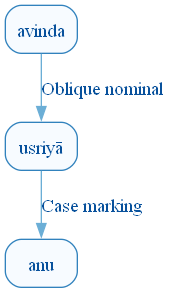 avinda
Oblique nominal
usriyā
Case marking
anu